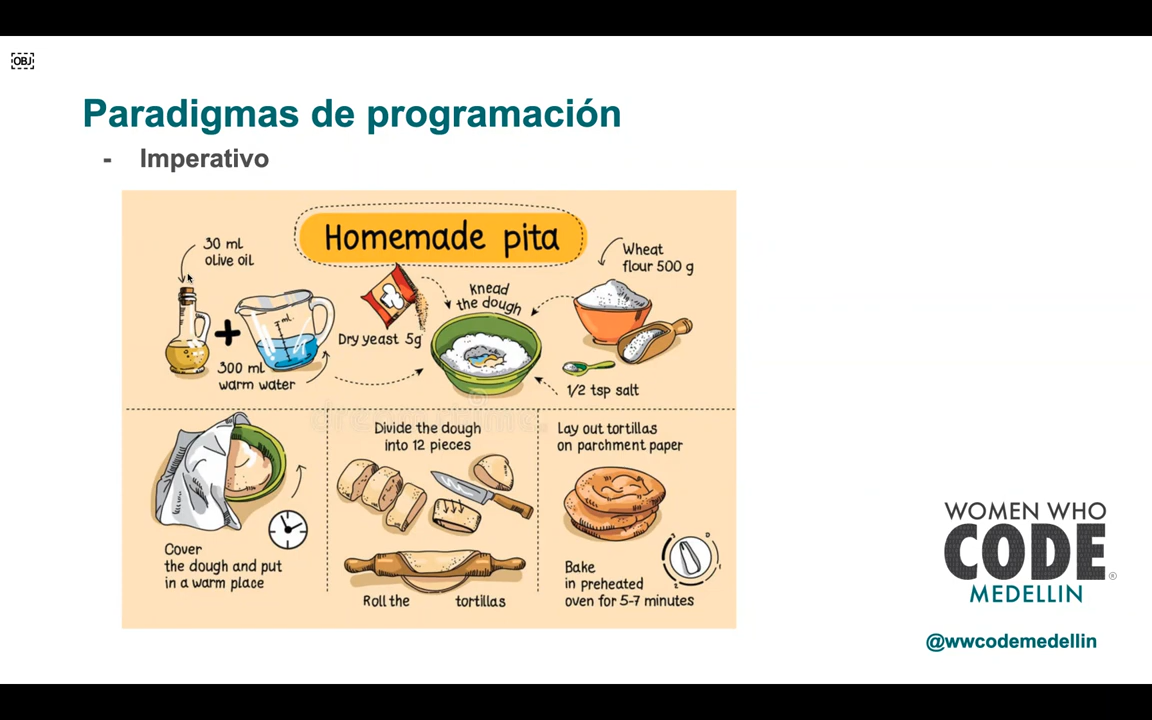 OBJ
Paradigmas de programación
- Imperativo
Homemade pita
30 ml
olive oil
Wheat
flour 500 g
knead
the dough
Dry yeast 5g
ml
300 ml
warm water
1/2 tsp salt
Divide the dough
into 12 pieces
Lay out tortillas
on parchment paper
Cover
the dough and put
in a warm place
Roll the tortillas
Bake
in preheated
oven for 5-7 minutes
WOMEN WHO
CODE®
MEDELLIN
@wwcodemedellin